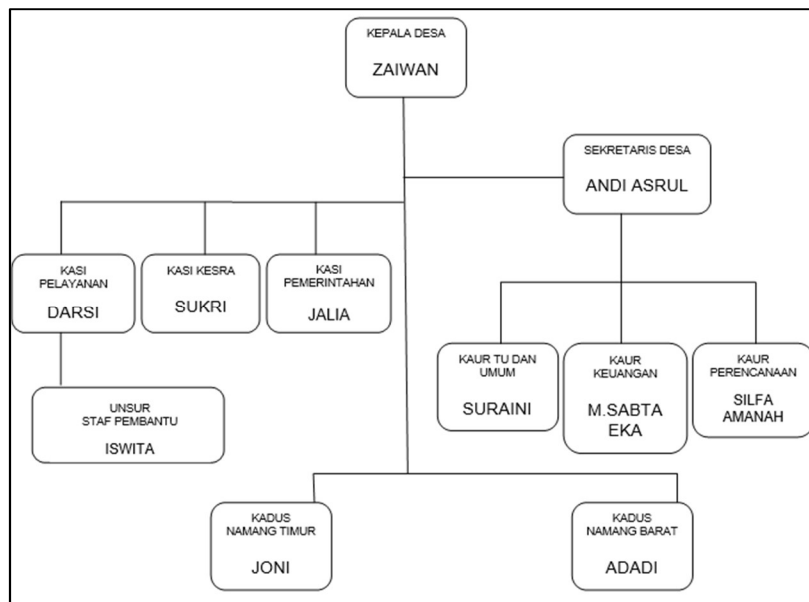 KEPALA DESA
ZAIWAN
SEKRETARIS DESA
ANDI ASRUL
KASI
PELAYANAN
DARSI
KASI KESRA
SUKRI
KASI
PEMERINTAHAN
JALIA
KAUR TU DAN
UMUM
SURAINI
KAUR
KEUANGAN
M.SABTA
EKA
KAUR
PERENCANAAN
SILFA
AMANAH
UNSUR
STAF PEMBANTU
ISWITA
KADUS
NAMANG TIMUR
JONI
KADUS
NAMANG BARAT
ADADI